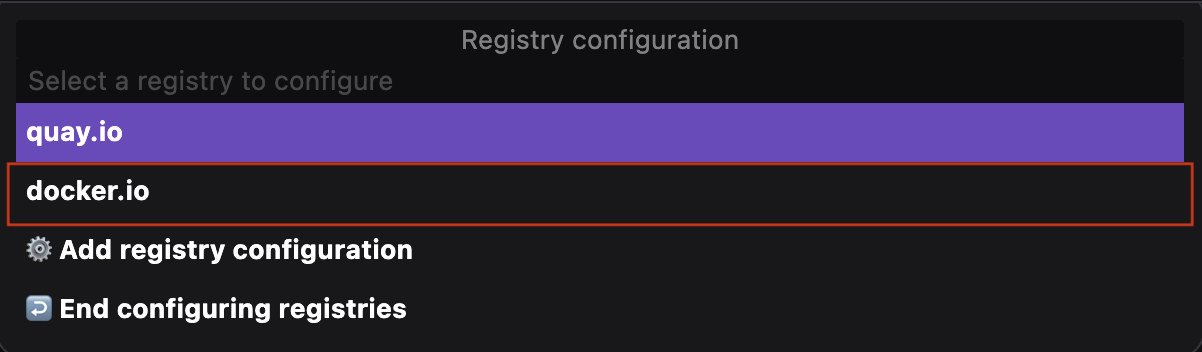 Registry configuration
Select a registry to configure
quay.io
docker.io
Add registry configuration
End configuring registries